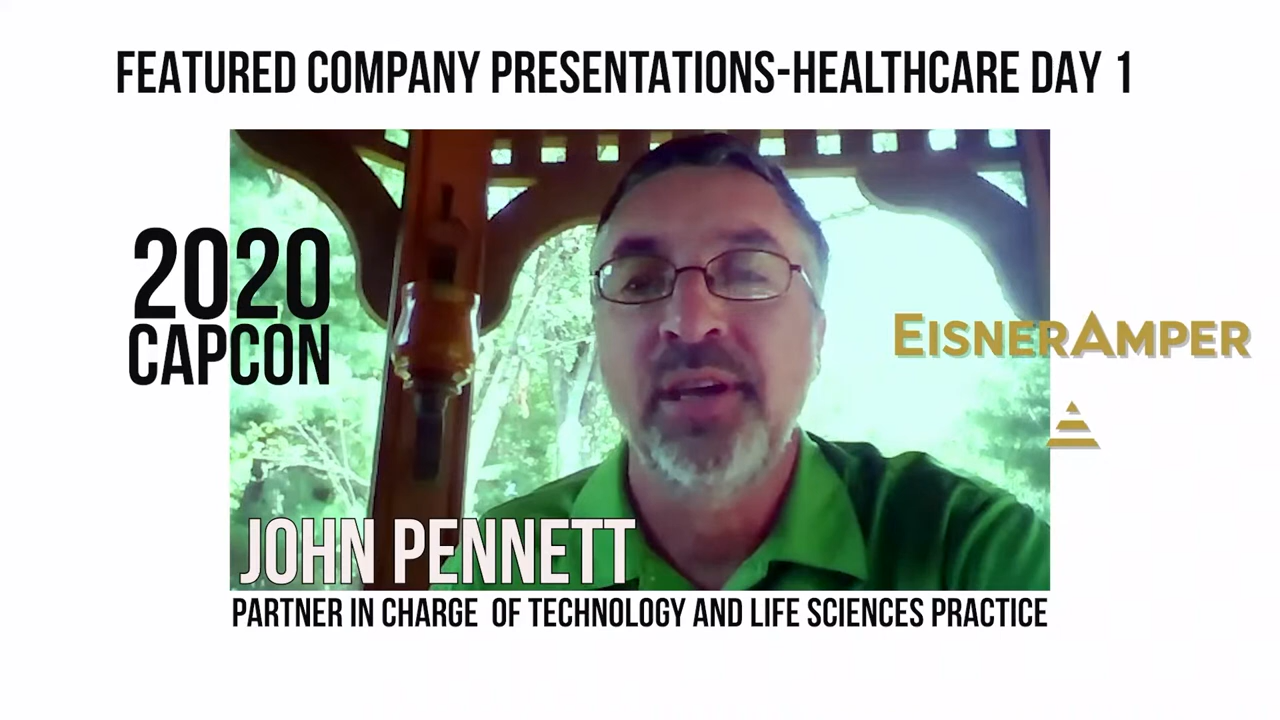 FEATURED COMPANY PRESENTATIONS-HEALTHCARE DAY 1
2020
CAPCON
EISNERAMPER
JOHN PENNETT
PARTNER IN CHARGE OF TECHNOLOGY AND LIFE SCIENCES PRACTICE